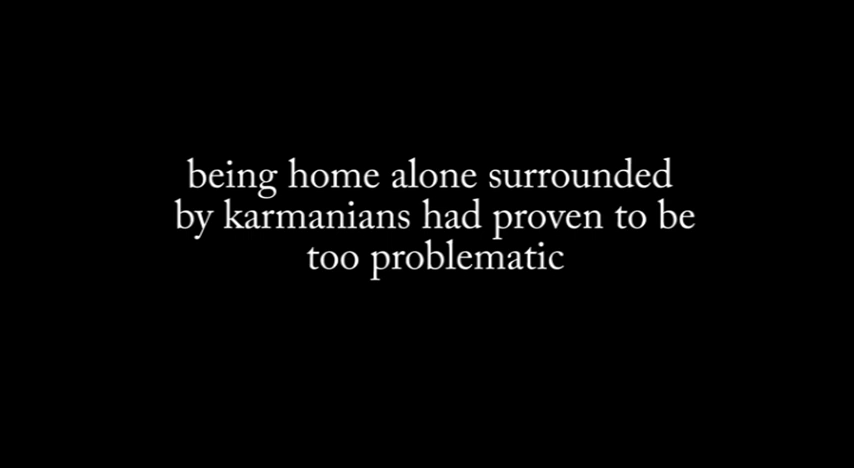 being home alone surrounded
by karmanians had proven to be
too problematic